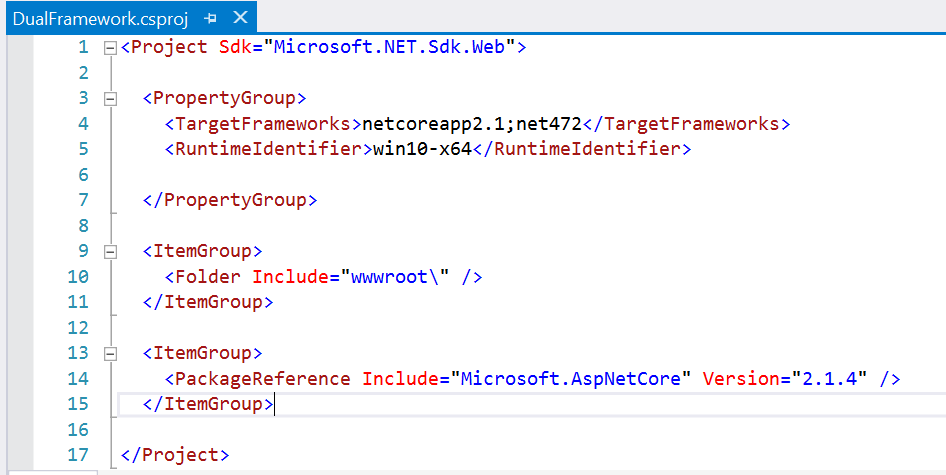 DualFramework.csproj
1 <Project Sdk="Microsoft.NET.Sdk.Web">
2
3 <PropertyGroup>
4 <TargetFrameworks>netcoreapp2.1;net472</TargetFrameworks>
5 <RuntimeIdentifier>win10-x64</RuntimeIdentifier>
6
7 </PropertyGroup>
8
9 <ItemGroup>
10 <Folder Include="wwwroot\" />
11 </ItemGroup>
12
13 <ItemGroup>
14 <PackageReference Include="Microsoft.AspNetCore" Version="2.1.4" />
15 </ItemGroup>
16
17 </Project>